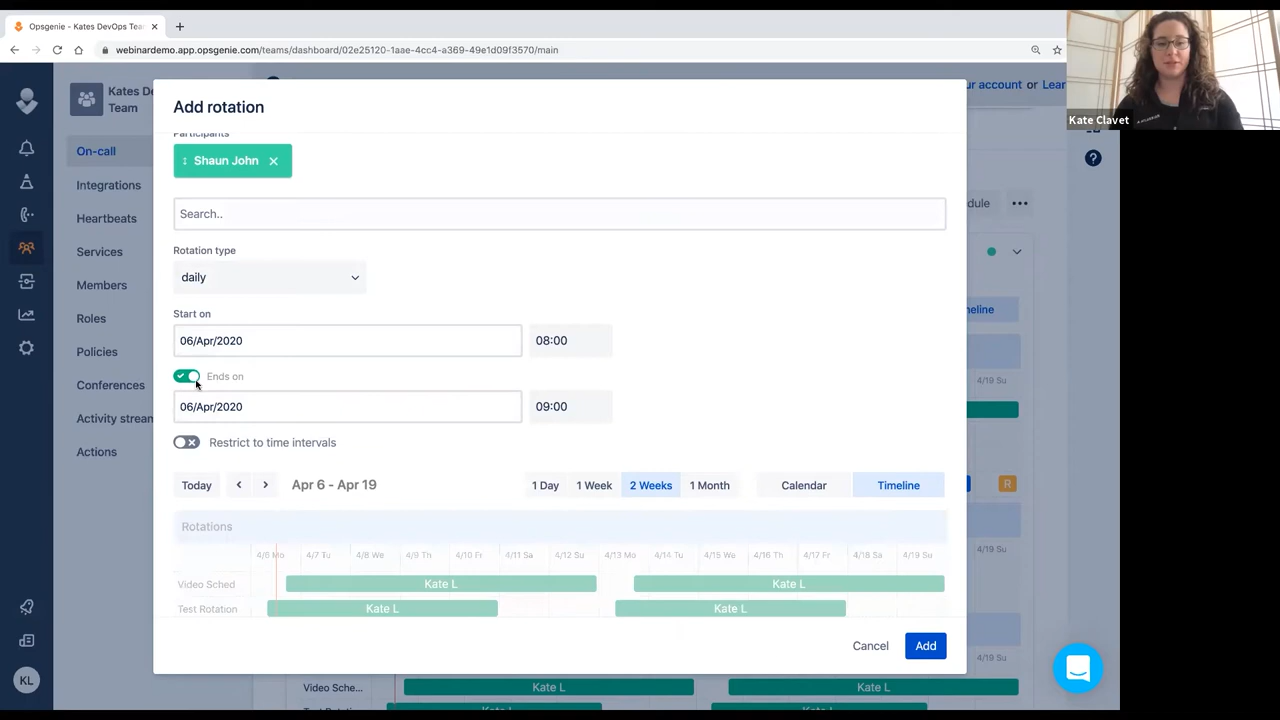 Opsgenie - Kates DevOps Tea
webinardemo.app.opsgenie.com/teams/dashboard/02e25120-1aae-4cc4-a369-49e1d09f3570/main
Kate Clavet
Kates De
Team
On-call
Integrations
Heartbeats
Services
Members
Roles
Policies
Conferences
Activity stream
Actions
KL
ur account or Lear
dule
meline
4/19 Su
R
4/19 Su
4/19 Su
Add rotation
Participants
Shaun John
Search..
Rotation type
daily
Start on
06/Apr/2020 08:00
Ends on
06/Apr/2020 09:00
Restrict to time intervals
Today Apr 6 - Apr 19 1 Day 1 Week 2 Weeks 1 Month Calendar Timeline
Rotations
4/6 Mo 4/7 Tu 4/8 We 4/9 Th 4/10 Fr 4/11 Sa 4/12 Su 4/13 Mo 4/14 Tu 4/15 We 4/16 Th 4/17 Fr 4/18 Sa 4/19 Su
Video Sched Kate L Kate L
Test Rotation Kate L Kate L
Cancel Add
Video Sche... Kate L Kate L